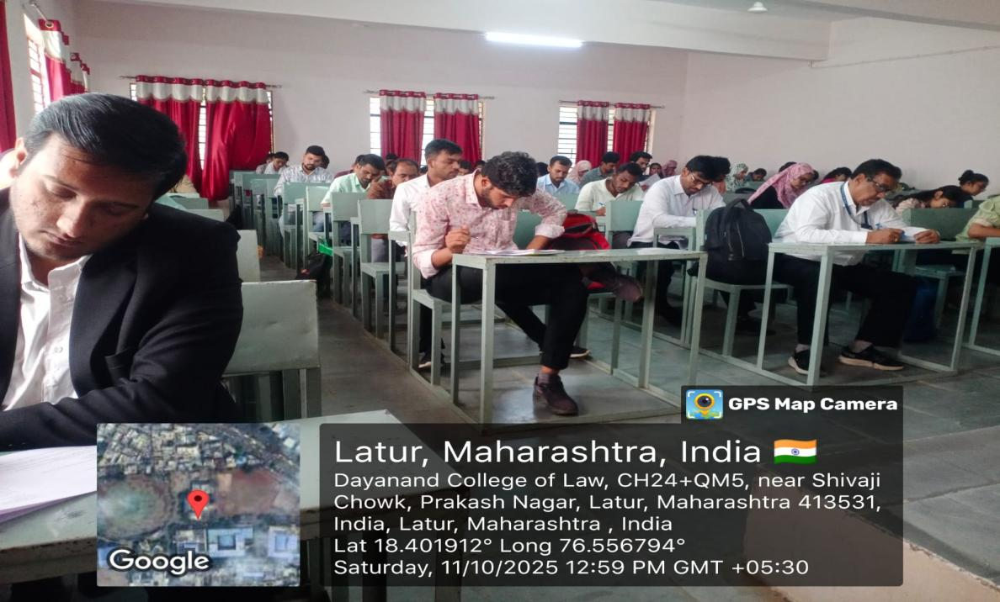 GPS Map Camera
Latur, Maharashtra, India
Dayanand College of Law, CH24+QM5, near Shivaji
Chowk, Prakash Nagar, Latur, Maharashtra 413531,
India, Latur, Maharashtra , India
Lat 18.401912° Long 76.556794°
Saturday, 11/10/2025 12:59 PM GMT +05:30
Google